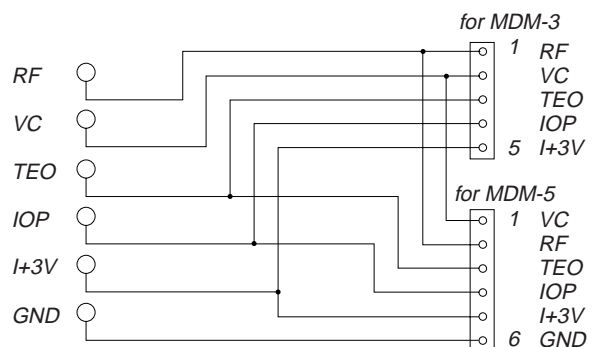 for MDM-3
1 RF
VC
TEO
IOP
5 I+3V
RF
VC
TEO
IOP
I+3V
GND
for MDM-5
1 VC
RF
TEO
IOP
I+3V
6 GND